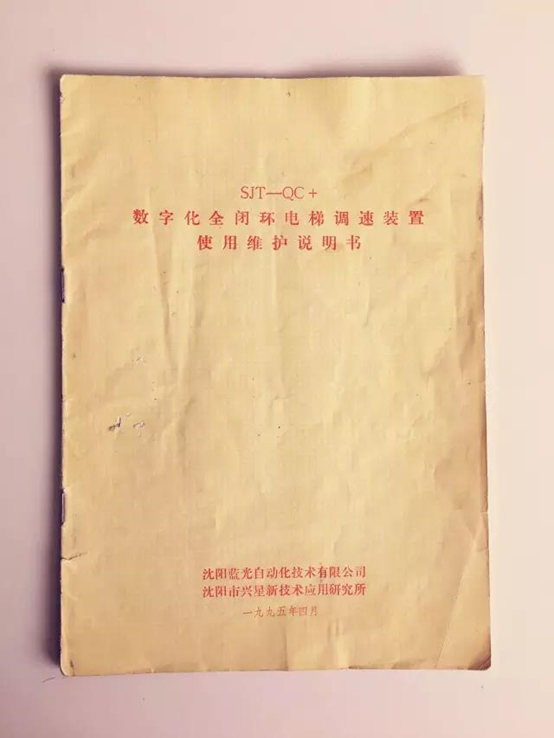 SJT—QC+
数字化全闭环电梯调速装置
使用维护说明书
沈阳蓝光自动化技术有限公司
沈阳市兴星新技术应用研究所
一九九五年四月